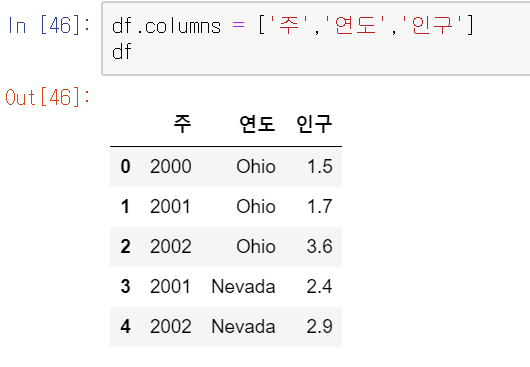 In [46]: df.columns = ['주','연도','인구']
df
Out[46]:
주 연도 인구
0 2000 Ohio 1.5
1 2001 Ohio 1.7
2 2002 Ohio 3.6
3 2001 Nevada 2.4
4 2002 Nevada 2.9